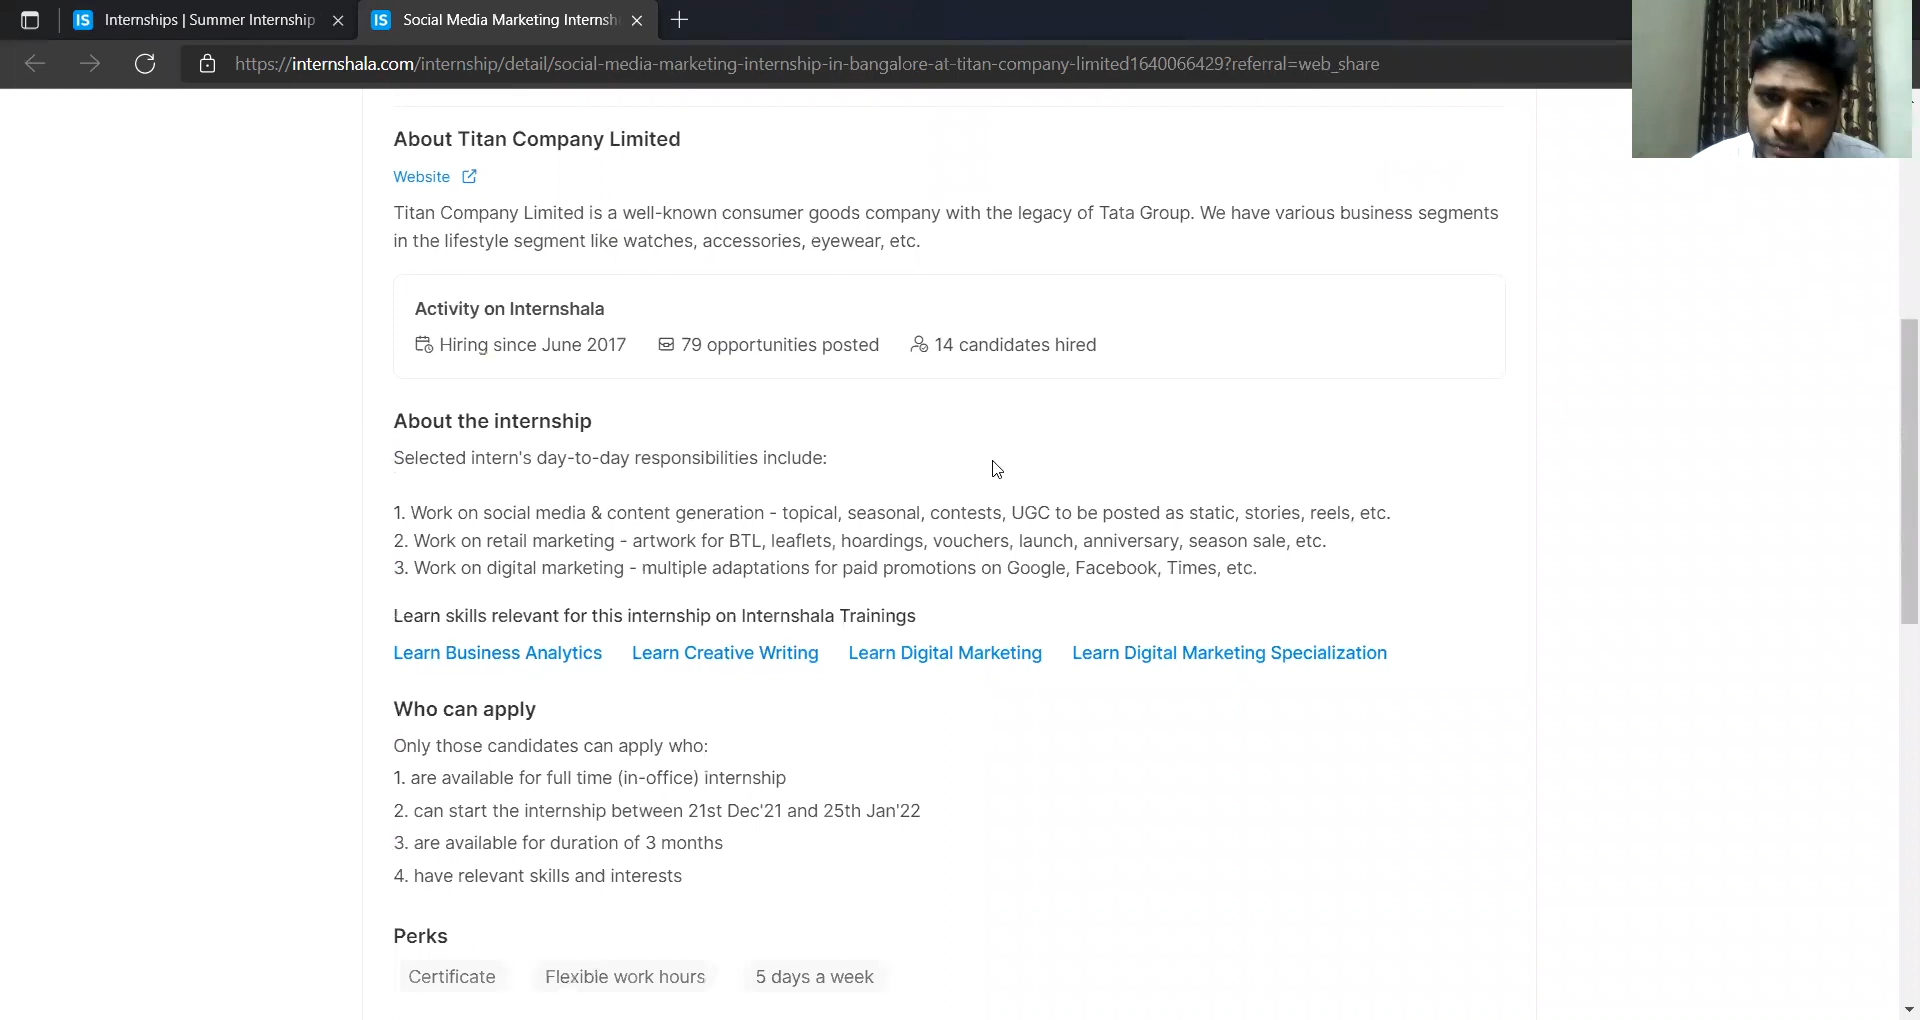 IS Internships | Summer Internship
IS Social Media Marketing Internsh
https://internshala.com/internship/detail/social-media-marketing-internship-in-bangalore-at-titan-company-limited1640066429?referral=web_share
About Titan Company Limited
Website
Titan Company Limited is a well-known consumer goods company with the legacy of Tata Group. We have various business segments
in the lifestyle segment like watches, accessories, eyewear, etc.
Activity on Internshala
Hiring since June 2017 79 opportunities posted 14 candidates hired
About the internship
Selected intern's day-to-day responsibilities include:
1. Work on social media & content generation - topical, seasonal, contests, UGC to be posted as static, stories, reels, etc.
2. Work on retail marketing - artwork for BTL, leaflets, hoardings, vouchers, launch, anniversary, season sale, etc.
3. Work on digital marketing - multiple adaptations for paid promotions on Google, Facebook, Times, etc.
Learn skills relevant for this internship on Internshala Trainings
Learn Business Analytics Learn Creative Writing Learn Digital Marketing Learn Digital Marketing Specialization
Who can apply
Only those candidates can apply who:
1. are available for full time (in-office) internship
2. can start the internship between 21st Dec'21 and 25th Jan'22
3. are available for duration of 3 months
4. have relevant skills and interests
Perks
Certificate Flexible work hours 5 days a week